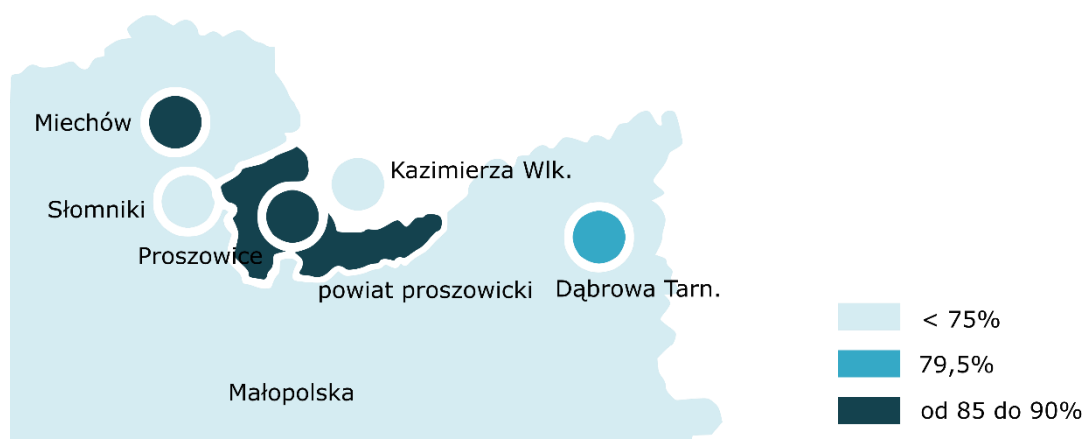 Miechów
Kazimierza Wlk.
Słomniki
Proszowice
powiat proszowicki
Dąbrowa Tarn.
Małopolska
< 75%
79,5%
od 85 do 90%